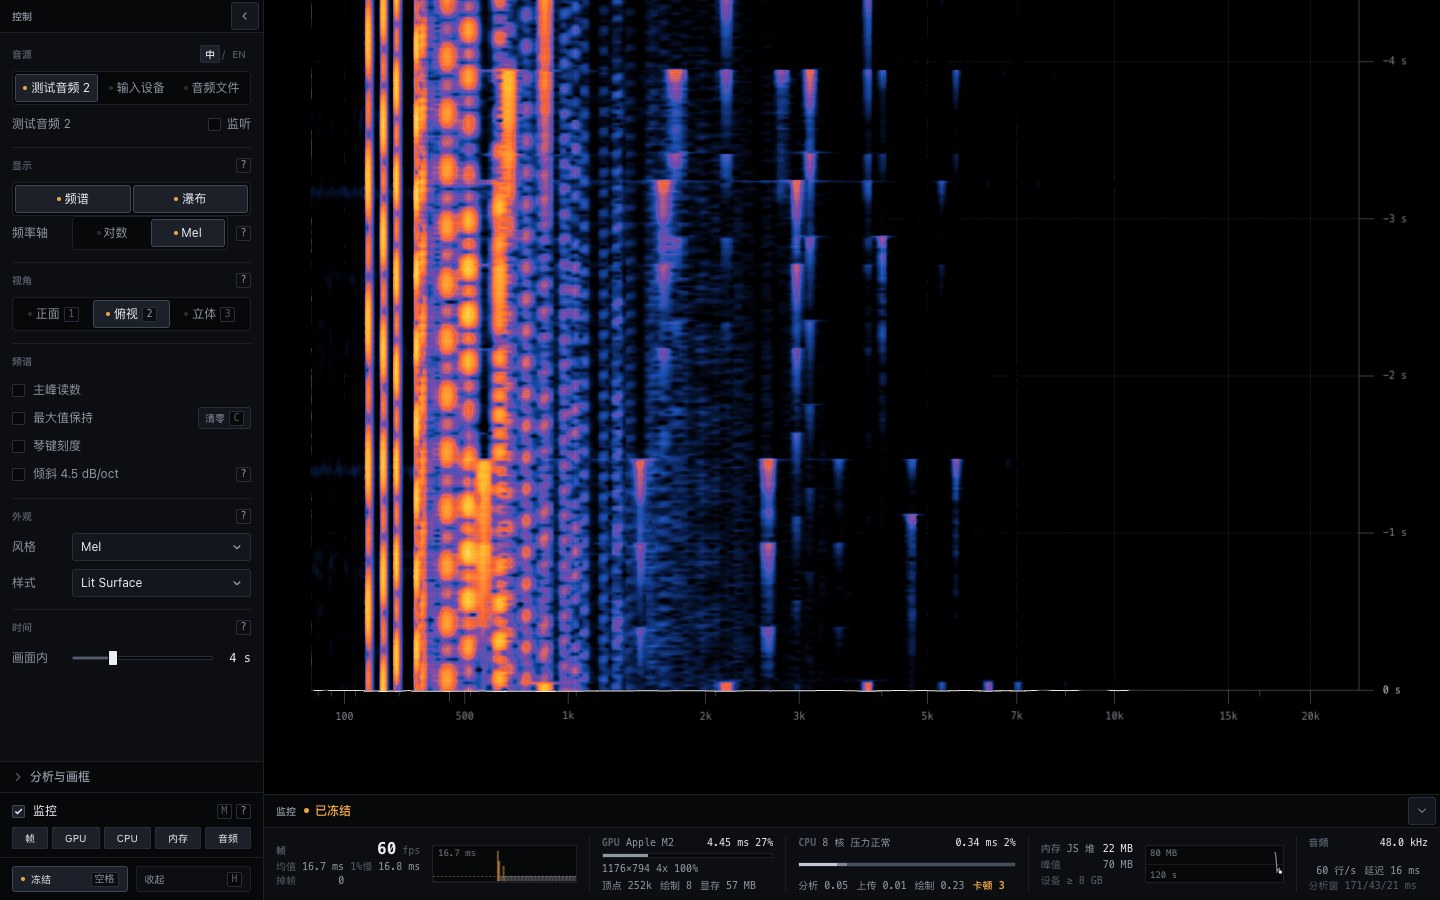 控制
音源 中 / EN
测试音频 2 输入设备 音频文件
测试音频 2 监听
显示 ?
频谱 瀑布
频率轴 对数 Mel ?
视角 ?
正面 1 俯视 2 立体 3
频谱
主峰读数
最大值保持 清零 C
琴键刻度
倾斜 4.5 dB/oct ?
外观 ?
风格 Mel
样式 Lit Surface
时间 ?
画面内 4 s
分析与画框
监控 M ?
帧 GPU CPU 内存 音频
冻结 空格 收起 H
-4 s
-3 s
-2 s
-1 s
0 s
100 500 1k 2k 3k 5k 7k 10k 15k 20k
监控 已冻结
帧 60 fps
均值 16.7 ms 1%慢 16.8 ms
掉帧 0
16.7 ms
GPU Apple M2 4.45 ms 27%
1176×794 4x 100%
顶点 252k 绘制 8 显存 57 MB
CPU 8 核 压力正常 0.34 ms 2%
分析 0.05 上传 0.01 绘制 0.23 卡顿 3
内存 JS 堆 22 MB
峰值 70 MB
设备 ≥ 8 GB
80 MB
120 s
音频 48.0 kHz
60 行/s 延迟 16 ms
分析窗 171/43/21 ms